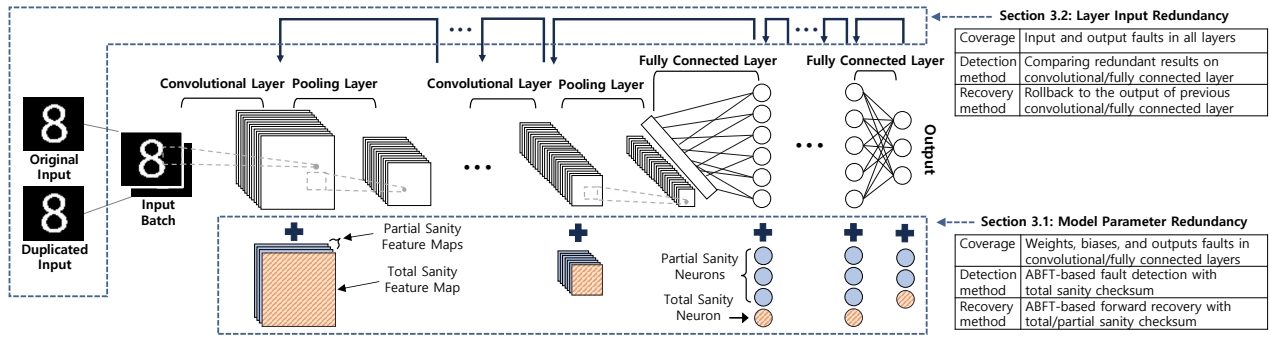 Section 3.2: Layer Input Redundancy
Coverage Input and output faults in all layers
Detection method Comparing redundant results on convolutional/fully connected layer
Recovery method Rollback to the output of previous convolutional/fully connected layer
... ...
Convolutional Layer Pooling Layer
Convolutional Layer Pooling Layer
Fully Connected Layer
Fully Connected Layer
8
Original
Input
8
Duplicated
Input
8
Input
Batch
...
...
Output
Partial Sanity
Feature Maps
Total Sanity
Feature Map
Partial Sanity
Neurons
Total Sanity
Neuron
Section 3.1: Model Parameter Redundancy
Coverage Weights, biases, and outputs faults in convolutional/fully connected layers
Detection method ABFT-based fault detection with total sanity checksum
Recovery method ABFT-based forward recovery with total/partial sanity checksum